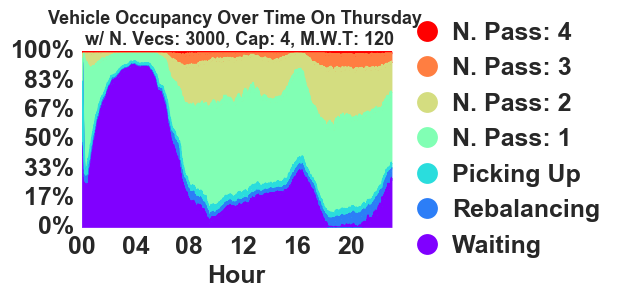 Vehicle Occupancy Over Time On Thursday
w/ N. Vecs: 3000, Cap: 4, M.W.T: 120
100%
83%
67%
50%
33%
17%
0%
00 04 08 12 16 20
Hour
N. Pass: 4
N. Pass: 3
N. Pass: 2
N. Pass: 1
Picking Up
Rebalancing
Waiting